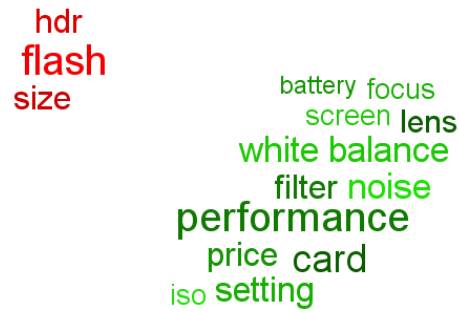 hdr
flash
size
battery focus
screen lens
white balance
filter noise
performance
price card
iso setting